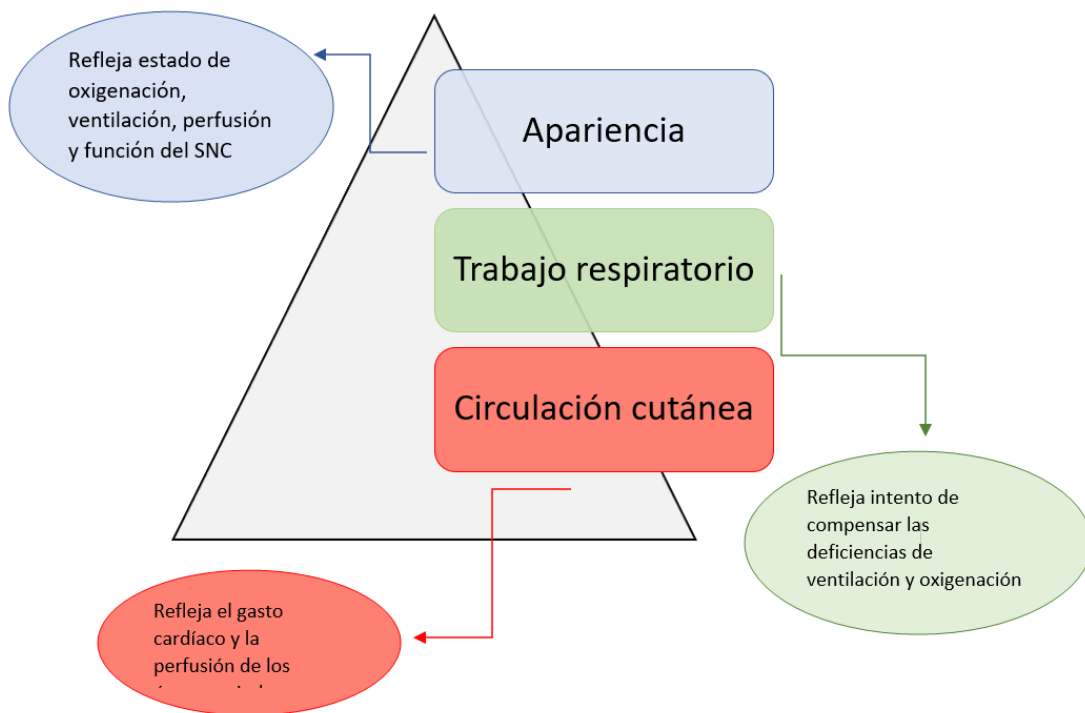 Refleja estado de
oxigenación,
ventilación, perfusión
y función del SNC
Apariencia
Trabajo respiratorio
Circulación cutánea
Refleja intento de
compensar las
deficiencias de
ventilación y oxigenación
Refleja el gasto
cardíaco y la
perfusión de los